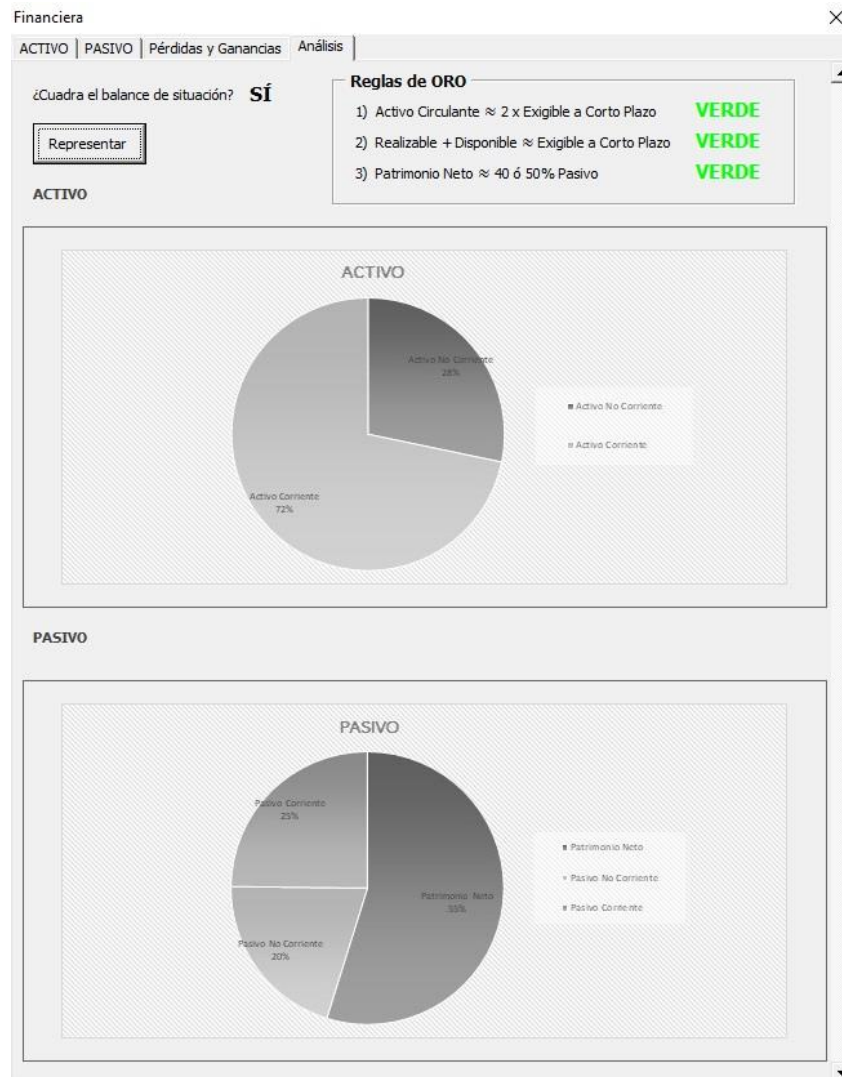 Financiera
ACTIVO
PASIVO
Pérdidas y Ganancias
Análisis
¿Cuadra el balance de situación? SÍ
Representar
Reglas de ORO
1) Activo Circulante ≈ 2 x Exigible a Corto Plazo VERDE
2) Realizable + Disponible ≈ Exigible a Corto Plazo VERDE
3) Patrimonio Neto ≈ 40 ó 50% Pasivo VERDE
ACTIVO
ACTIVO
Activo No Corriente
28%
Activo Corriente
72%
Activo No Corriente
Activo Corriente
PASIVO
PASIVO
Pasivo Corriente
25%
Patrimonio Neto
55%
Pasivo No Corriente
20%
Patrimonio Neto
Pasivo No Corriente
Pasivo Corriente